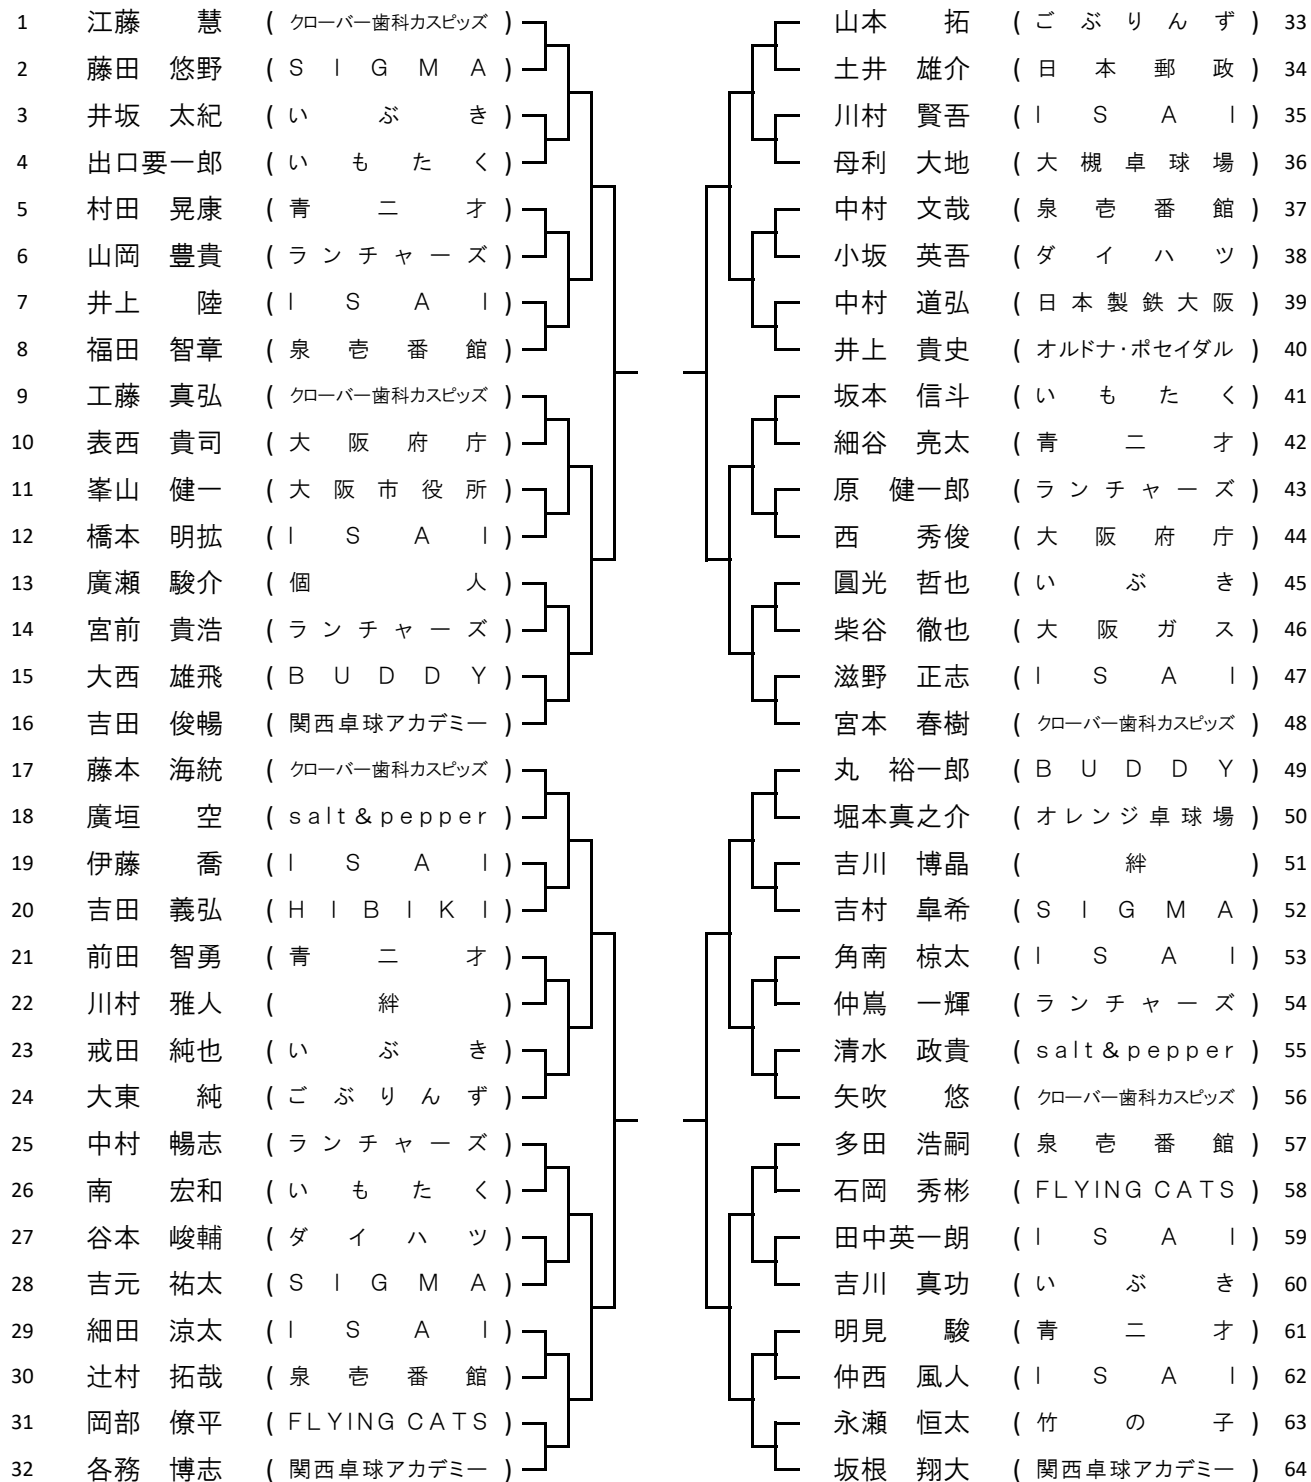 1 江藤　慧 ( クローバー歯科カスピッズ )
2 藤田　悠野 ( SIGMA )
3 井坂　太紀 ( いぶき )
4 出口要一郎 ( いもたく )
5 村田　晃康 ( 青二才 )
6 山岡　豊貴 ( ランチャーズ )
7 井上　陸 ( ISAI )
8 福田　智章 ( 泉壱番館 )
9 工藤　真弘 ( クローバー歯科カスピッズ )
10 表西　貴司 ( 大阪府庁 )
11 峯山　健一 ( 大阪市役所 )
12 橋本　明拡 ( ISAI )
13 廣瀬　駿介 ( 個人 )
14 宮前　貴浩 ( ランチャーズ )
15 大西　雄飛 ( BUDDY )
16 吉田　俊暢 ( 関西卓球アカデミー )
17 藤本　海統 ( クローバー歯科カスピッズ )
18 廣垣　空 ( salt&pepper )
19 伊藤　喬 ( ISAI )
20 吉田　義弘 ( HIBIKI )
21 前田　智勇 ( 青二才 )
22 川村　雅人 ( 絆 )
23 戒田　純也 ( いぶき )
24 大東　純 ( ごぶりんず )
25 中村　暢志 ( ランチャーズ )
26 南　宏和 ( いもたく )
27 谷本　峻輔 ( ダイハツ )
28 吉元　祐太 ( SIGMA )
29 細田　涼太 ( ISAI )
30 辻村　拓哉 ( 泉壱番館 )
31 岡部　僚平 ( FLYING CATS )
32 各務　博志 ( 関西卓球アカデミー )
山本　拓 ( ごぶりんず ) 33
土井　雄介 ( 日本郵政 ) 34
川村　賢吾 ( ISAI ) 35
母利　大地 ( 大槻卓球場 ) 36
中村　文哉 ( 泉壱番館 ) 37
小坂　英吾 ( ダイハツ ) 38
中村　道弘 ( 日本製鉄大阪 ) 39
井上　貴史 ( オルドナ・ポセイダル ) 40
坂本　信斗 ( いもたく ) 41
細谷　亮太 ( 青二才 ) 42
原　健一郎 ( ランチャーズ ) 43
西　秀俊 ( 大阪府庁 ) 44
圓光　哲也 ( いぶき ) 45
柴谷　徹也 ( 大阪ガス ) 46
滋野　正志 ( ISAI ) 47
宮本　春樹 ( クローバー歯科カスピッズ ) 48
丸　裕一郎 ( BUDDY ) 49
堀本真之介 ( オレンジ卓球場 ) 50
吉川　博晶 ( 絆 ) 51
吉村　皐希 ( SIGMA ) 52
角南　椋太 ( ISAI ) 53
仲嶌　一輝 ( ランチャーズ ) 54
清水　政貴 ( salt&pepper ) 55
矢吹　悠 ( クローバー歯科カスピッズ ) 56
多田　浩嗣 ( 泉壱番館 ) 57
石岡　秀彬 ( FLYING CATS ) 58
田中英一朗 ( ISAI ) 59
吉川　真功 ( いぶき ) 60
明見　駿 ( 青二才 ) 61
仲西　風人 ( ISAI ) 62
永瀬　恒太 ( 竹の子 ) 63
坂根　翔大 ( 関西卓球アカデミー ) 64